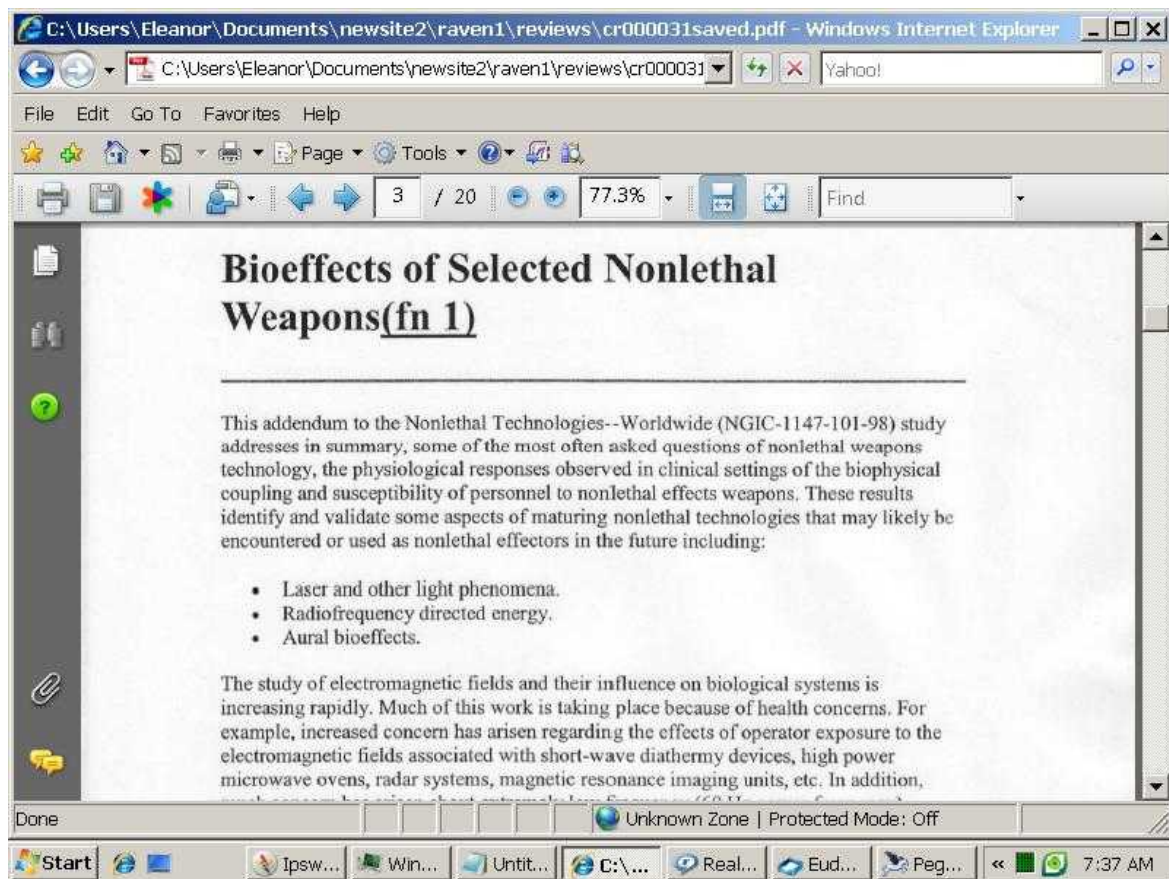 C:\Users\Eleanor\Documents\newsite2\raven1\reviews\cr000031saved.pdf - Windows Internet Explorer
C:\Users\Eleanor\Documents\newsite2\raven1\reviews\cr000031
Yahoo!
File Edit Go To Favorites Help
Page Tools
3 / 20 77.3% Find
Bioeffects of Selected Nonlethal
Weapons(fn 1)
This addendum to the Nonlethal Technologies--Worldwide (NGIC-1147-101-98) study
addresses in summary, some of the most often asked questions of nonlethal weapons
technology, the physiological responses observed in clinical settings of the biophysical
coupling and susceptibility of personnel to nonlethal effects weapons. These results
identify and validate some aspects of maturing nonlethal technologies that may likely be
encountered or used as nonlethal effectors in the future including:
• Laser and other light phenomena.
• Radiofrequency directed energy.
• Aural bioeffects.
The study of electromagnetic fields and their influence on biological systems is
increasing rapidly. Much of this work is taking place because of health concerns. For
example, increased concern has arisen regarding the effects of operator exposure to the
electromagnetic fields associated with short-wave diathermy devices, high power
microwave ovens, radar systems, magnetic resonance imaging units, etc. In addition,
Done Unknown Zone | Protected Mode: Off
Start Ipsw... Win... Untit... C:\... Real... Eud... Peg... « 7:37 AM